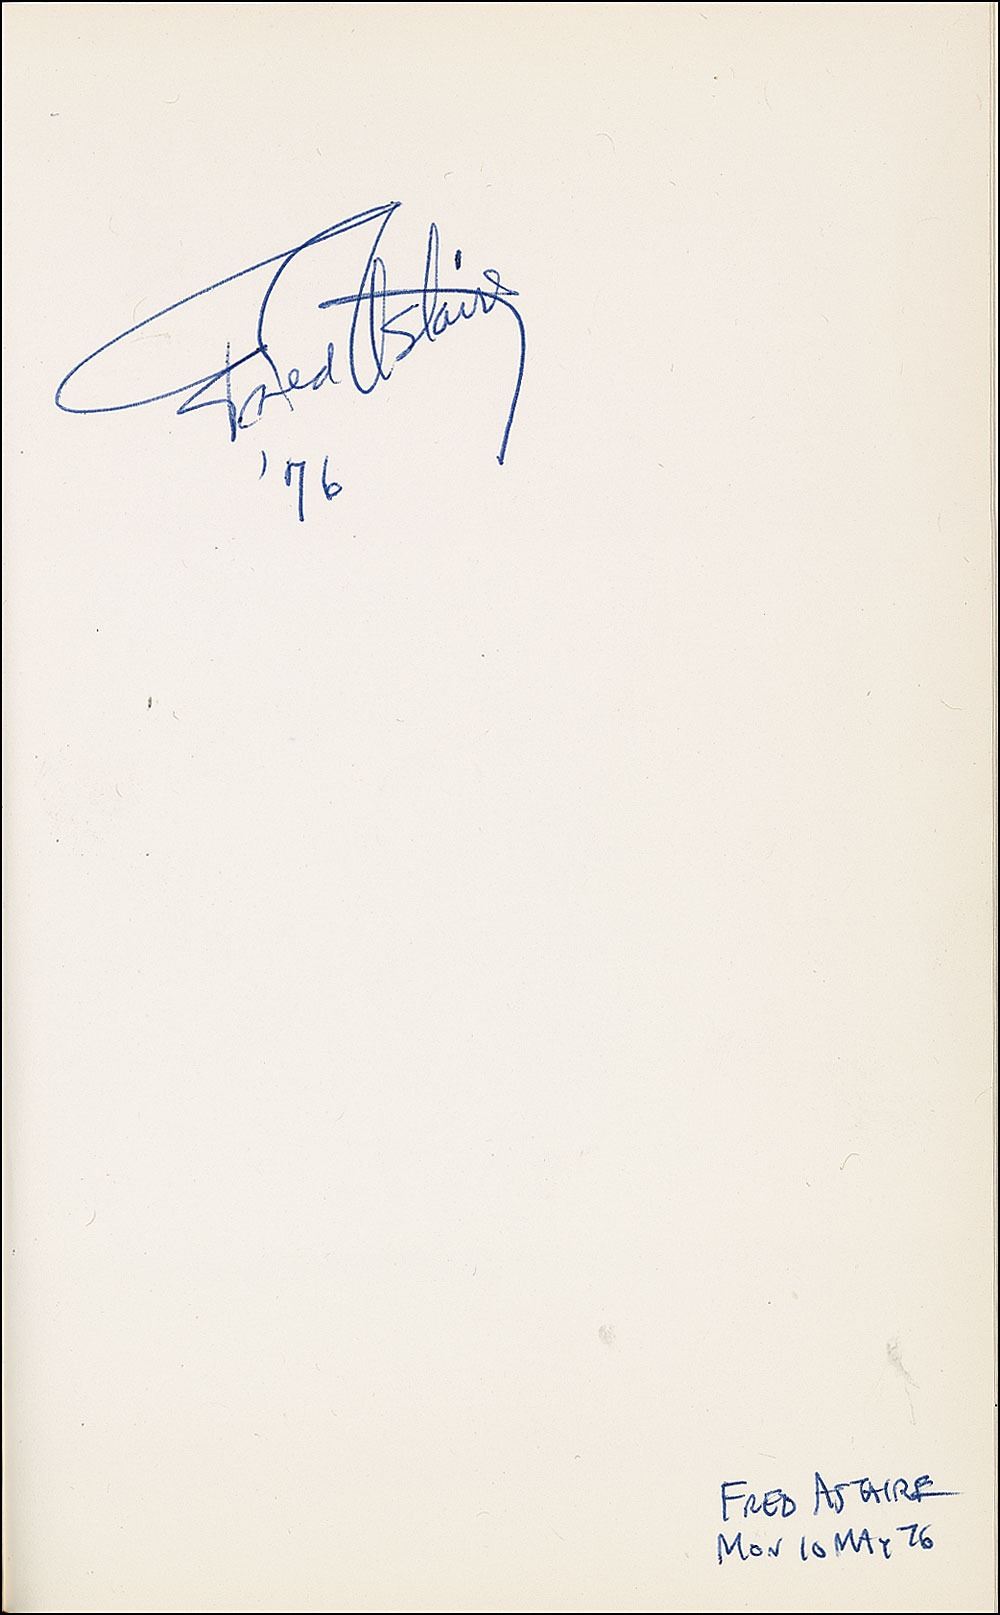 Fred Astaire
'76
FRED ASTAIRE
MON 10 MAY 76